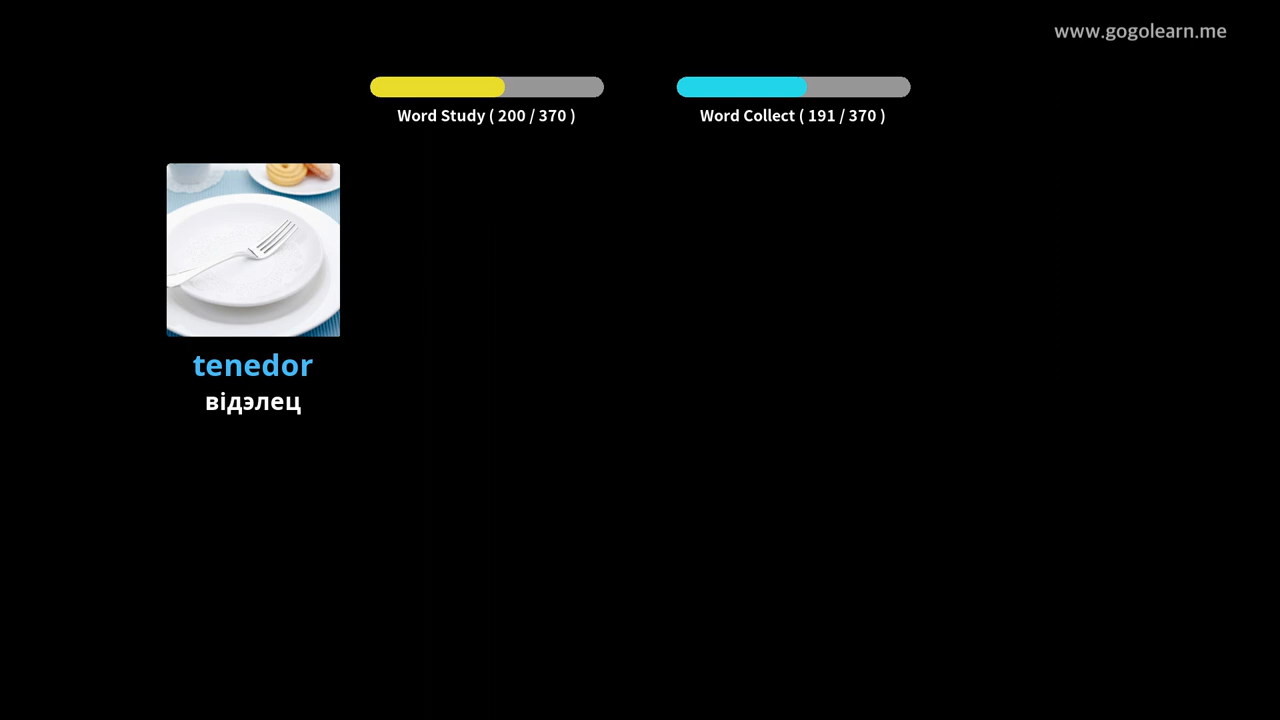 www.gogolearn.me
Word Study ( 200 / 370 )
Word Collect ( 191 / 370 )
tenedor
відэлец